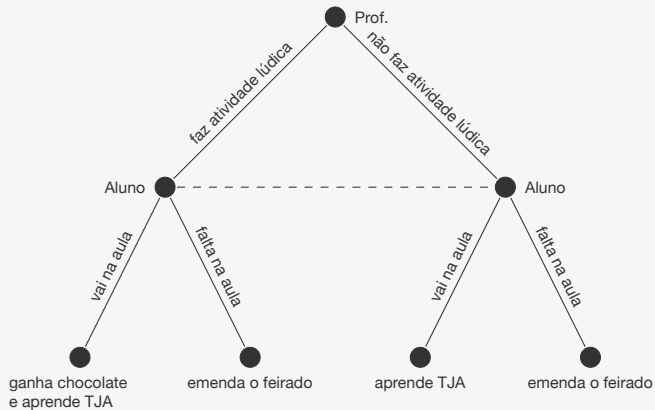 Prof.
faz atividade lúdica
não faz atividade lúdica
Aluno
Aluno
vai na aula
falta na aula
vai na aula
falta na aula
ganha chocolate
e aprende TJA
emenda o feirado
aprende TJA
emenda o feirado